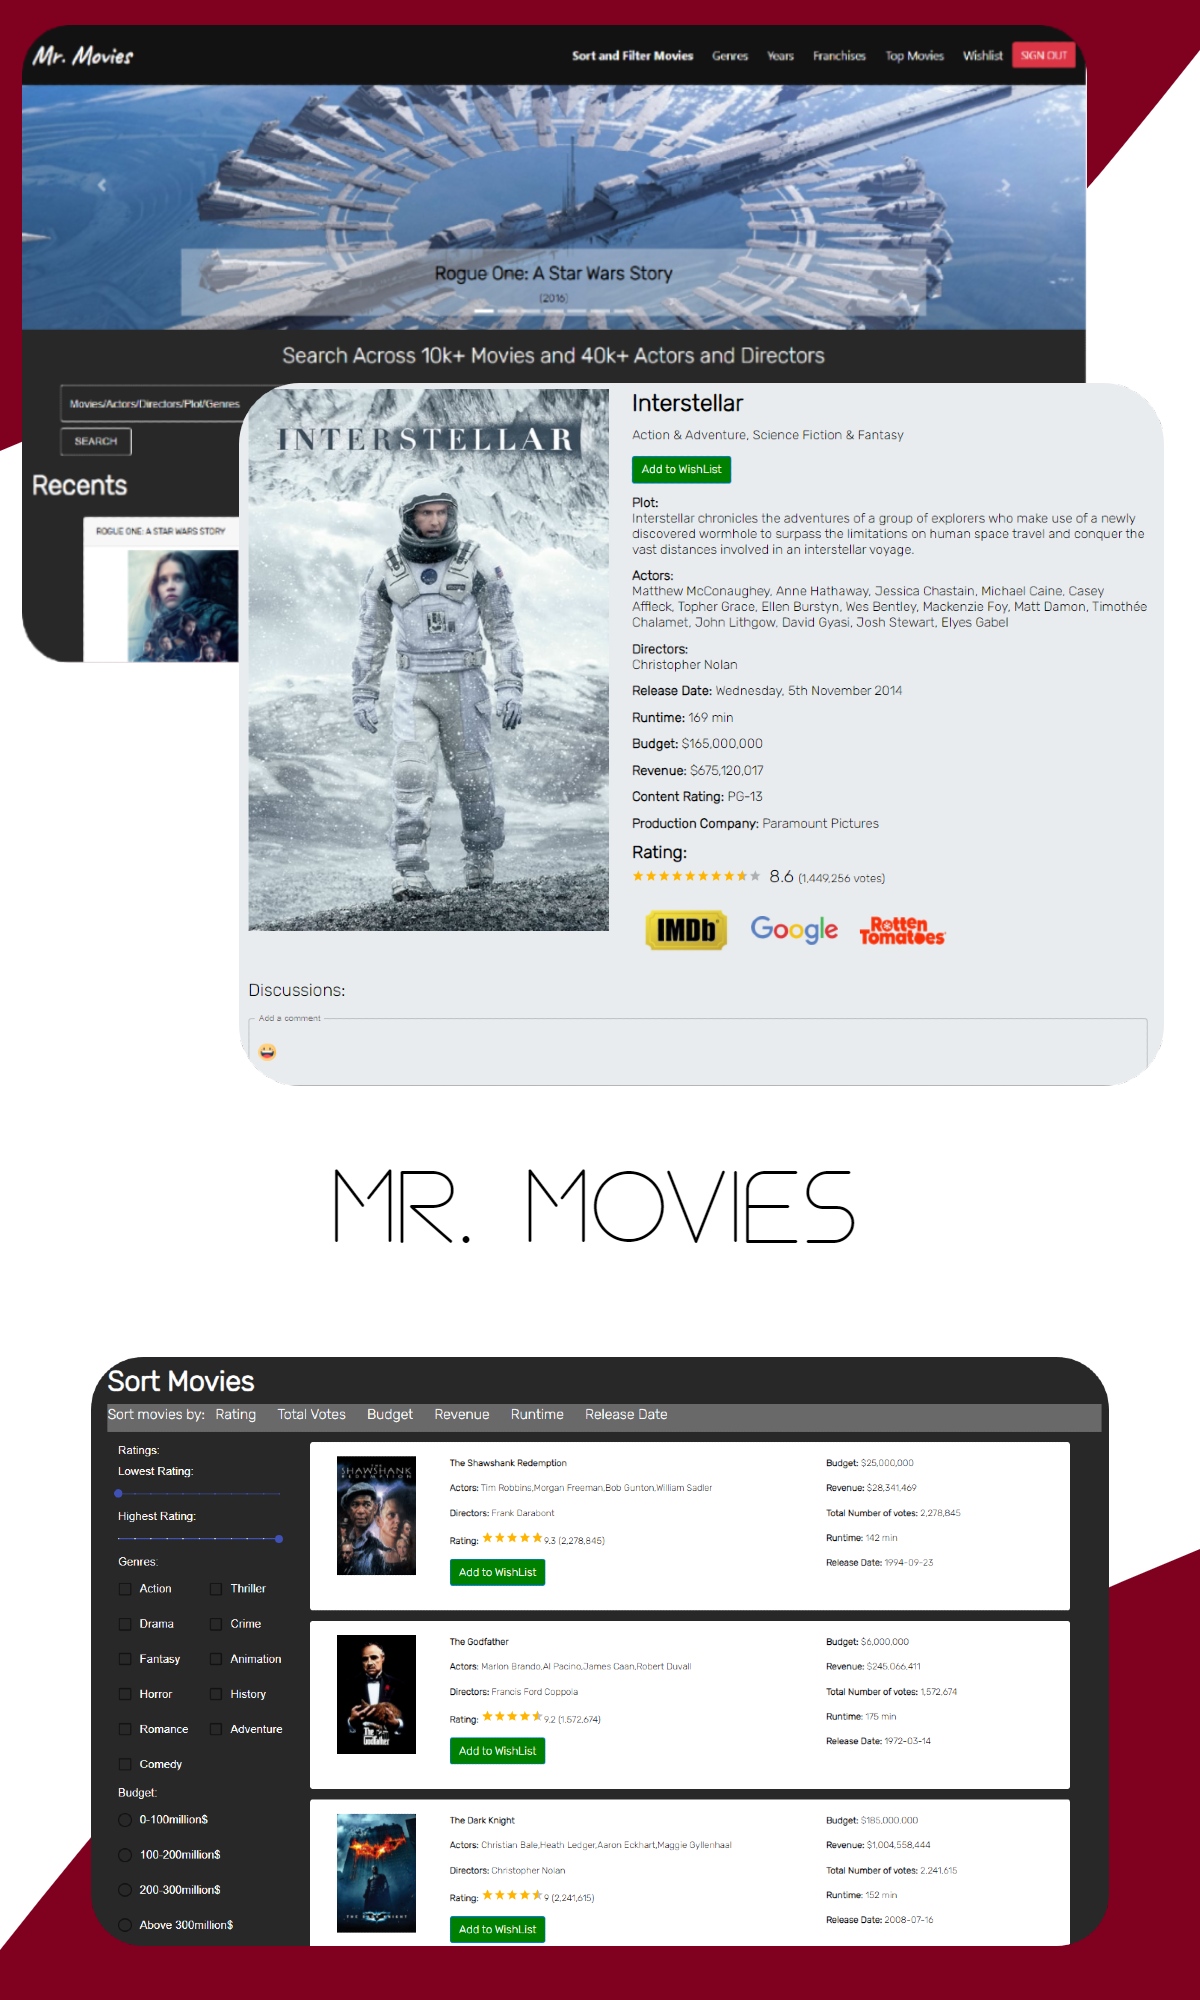 Mr. Movies
Sort and Filter Movies Genres Years Franchises Top Movies Wishlist SIGN OUT
Rogue One: A Star Wars Story
(2016)
Search Across 10k+ Movies and 40k+ Actors and Directors
Movies/Actors/Directors/Plot/Genres
SEARCH
Recents
ROGUE ONE: A STAR WARS STORY
INTERSTELLAR
Interstellar
Action & Adventure, Science Fiction & Fantasy
Add to WishList
Plot:
Interstellar chronicles the adventures of a group of explorers who make use of a newly
discovered wormhole to surpass the limitations on human space travel and conquer the
vast distances involved in an interstellar voyage.
Actors:
Matthew McConaughey, Anne Hathaway, Jessica Chastain, Michael Caine, Casey
Affleck, Topher Grace, Ellen Burstyn, Wes Bentley, Mackenzie Foy, Matt Damon, Timothée
Chalamet, John Lithgow, David Gyasi, Josh Stewart, Elyes Gabel
Directors:
Christopher Nolan
Release Date: Wednesday, 5th November 2014
Runtime: 169 min
Budget: $165,000,000
Revenue: $675,120,017
Content Rating: PG-13
Production Company: Paramount Pictures
Rating:
8.6 (1,449,256 votes)
IMDb Google Rotten
Tomatoes
Discussions:
Add a comment
MR. MOVIES
Sort Movies
Sort movies by: Rating Total Votes Budget Revenue Runtime Release Date
Ratings:
Lowest Rating:
Highest Rating:
Genres:
Action Thriller
Drama Crime
Fantasy Animation
Horror History
Romance Adventure
Comedy
Budget:
0-100million$
100-200million$
200-300million$
Above 300million$
THE
SHAWSHANK
REDEMPTION
The Shawshank Redemption
Actors: Tim Robbins,Morgan Freeman,Bob Gunton,William Sadler
Directors: Frank Darabont
Rating: 9.3 (2,278,845)
Add to WishList
Budget: $25,000,000
Revenue: $28,341,469
Total Number of votes: 2,278,845
Runtime: 142 min
Release Date: 1994-09-23
The
Godfather
The Godfather
Actors: Marlon Brando,Al Pacino,James Caan,Robert Duvall
Directors: Francis Ford Coppola
Rating: 9.2 (1,572,674)
Add to WishList
Budget: $6,000,000
Revenue: $245,066,411
Total Number of votes: 1,572,674
Runtime: 175 min
Release Date: 1972-03-14
THE DARK KNIGHT
The Dark Knight
Actors: Christian Bale,Heath Ledger,Aaron Eckhart,Maggie Gyllenhaal
Directors: Christopher Nolan
Rating: 9 (2,241,615)
Add to WishList
Budget: $185,000,000
Revenue: $1,004,558,444
Total Number of votes: 2,241,615
Runtime: 152 min
Release Date: 2008-07-16